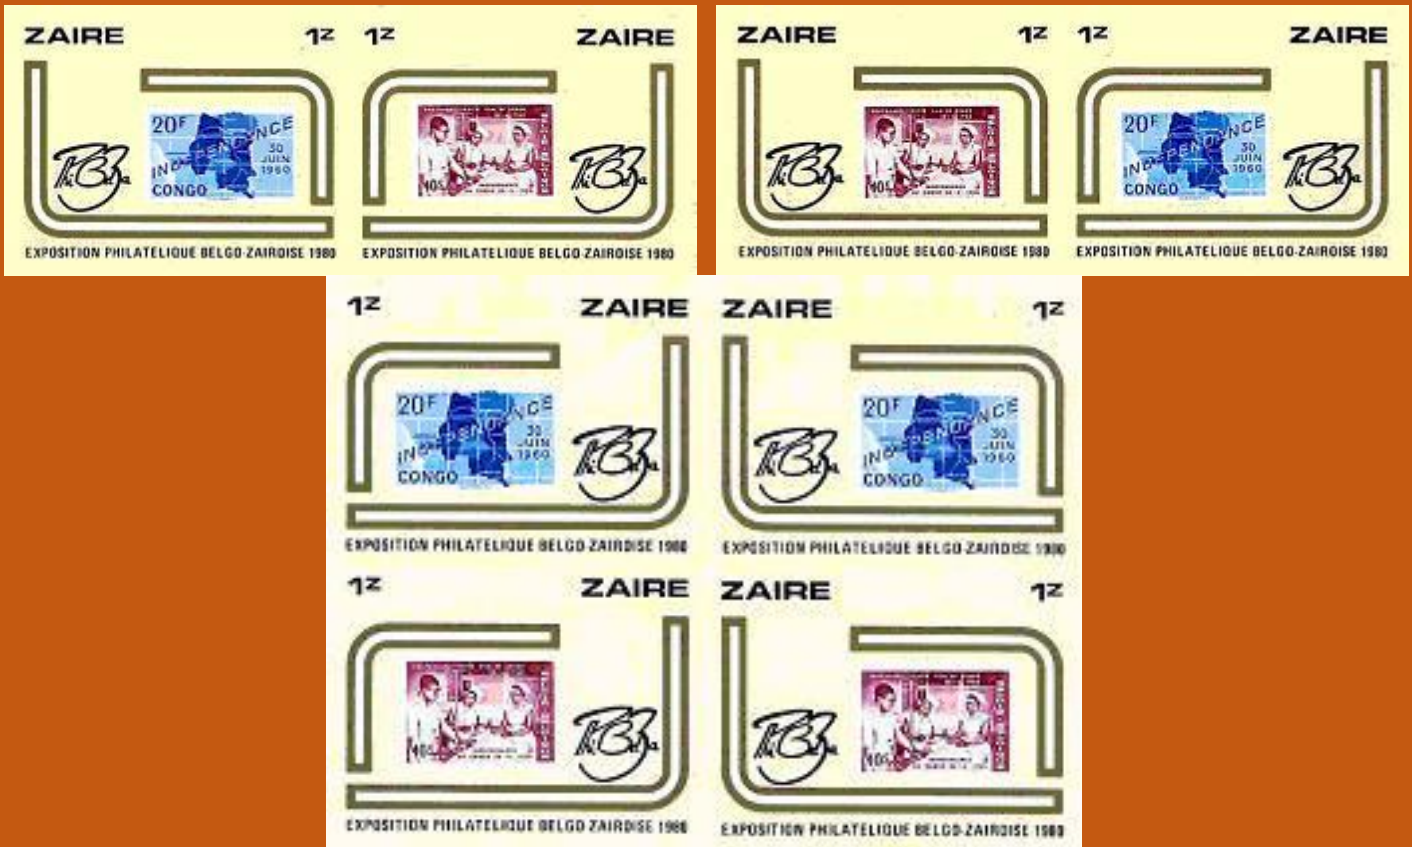 ZAIRE 1Z 1Z ZAIRE
20F
INDEPENDANCE
30
JUIN
1960
CONGO
40c
EXPOSITION PHILATELIQUE BELGO-ZAIROISE 1980 EXPOSITION PHILATELIQUE BELGO-ZAIROISE 1980
ZAIRE 1Z 1Z ZAIRE
40c
20F
INDEPENDANCE
30
JUIN
1960
CONGO
EXPOSITION PHILATELIQUE BELGO-ZAIROISE 1980 EXPOSITION PHILATELIQUE BELGO-ZAIROISE 1980
1Z ZAIRE ZAIRE 1Z
20F
INDEPENDANCE
30
JUIN
1960
CONGO
20F
INDEPENDANCE
30
JUIN
1960
CONGO
EXPOSITION PHILATELIQUE BELGO-ZAIROISE 1980 EXPOSITION PHILATELIQUE BELGO-ZAIROISE 1980
1Z ZAIRE ZAIRE 1Z
40c
40c
EXPOSITION PHILATELIQUE BELGO-ZAIROISE 1980 EXPOSITION PHILATELIQUE BELGO-ZAIROISE 1980